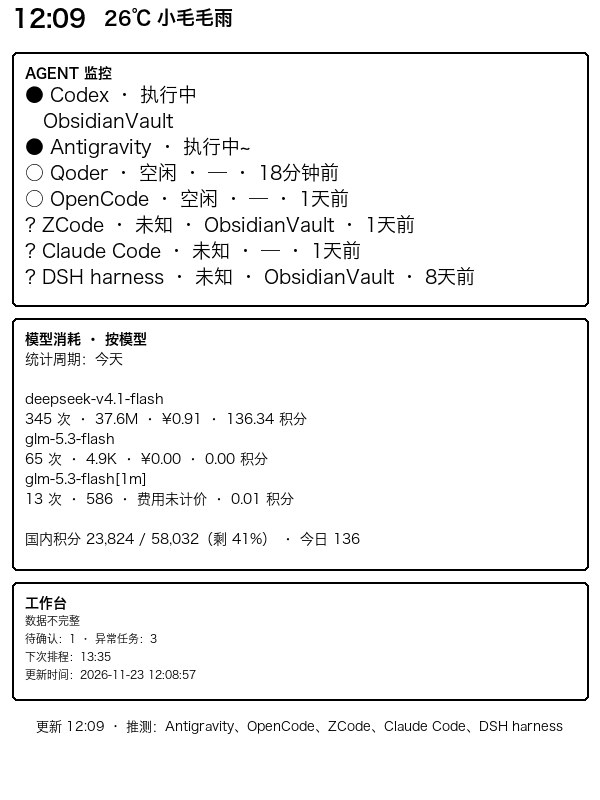 12:09 26℃ 小毛毛雨
AGENT 监控
● Codex · 执行中
ObsidianVault
● Antigravity · 执行中~
○ Qoder · 空闲 · — · 18分钟前
○ OpenCode · 空闲 · — · 1天前
? ZCode · 未知 · ObsidianVault · 1天前
? Claude Code · 未知 · — · 1天前
? DSH harness · 未知 · ObsidianVault · 8天前
模型消耗 · 按模型
统计周期：今天
deepseek-v4.1-flash
345 次 · 37.6M · ¥0.91 · 136.34 积分
glm-5.3-flash
65 次 · 4.9K · ¥0.00 · 0.00 积分
glm-5.3-flash[1m]
13 次 · 586 · 费用未计价 · 0.01 积分
国内积分 23,824 / 58,032（剩 41%） · 今日 136
工作台
数据不完整
待确认：1 · 异常任务：3
下次排程：13:35
更新时间：2026-11-23 12:08:57
更新 12:09 · 推测：Antigravity、OpenCode、ZCode、Claude Code、DSH harness